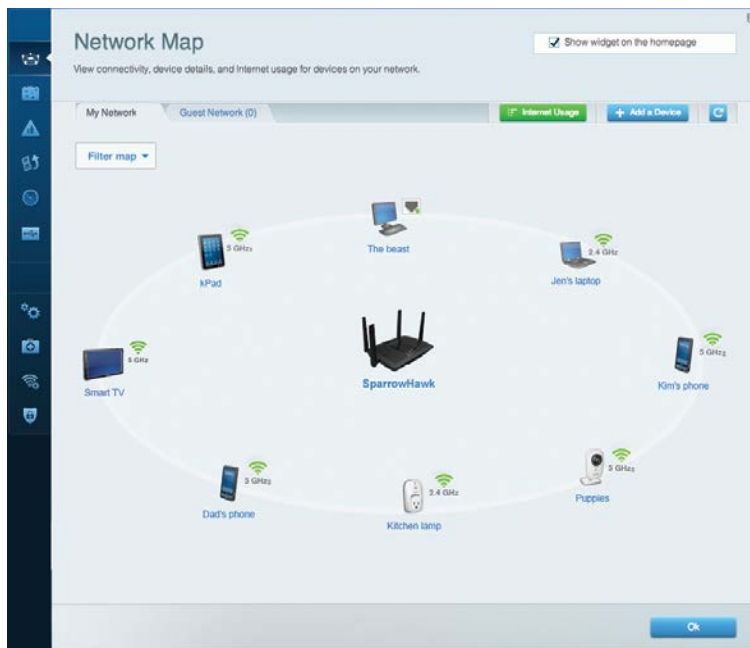 Network Map
Show widget on the homepage
View connectivity, device details, and Internet usage for devices on your network.
My Network
Guest Network (0)
Internet Usage
+ Add a Device
Filter map
The beast
5 GHz
kPad
2.4 GHz
Jen's laptop
5 GHz
Smart TV
SparrowHawk
5 GHz
Kim's phone
5 GHz
Dad's phone
2.4 GHz
Kitchen lamp
5 GHz
Puppies
Ok